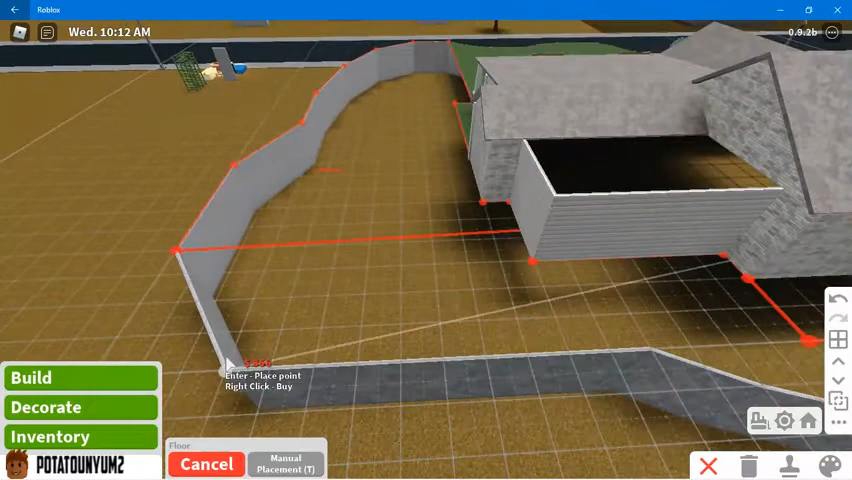 Roblox
Wed. 10:12 AM
0.9.2b
Enter - Place point
Right Click - Buy
Build
Decorate
Inventory
POTATOUNYUM2
Floor
Cancel
Manual
Placement (T)